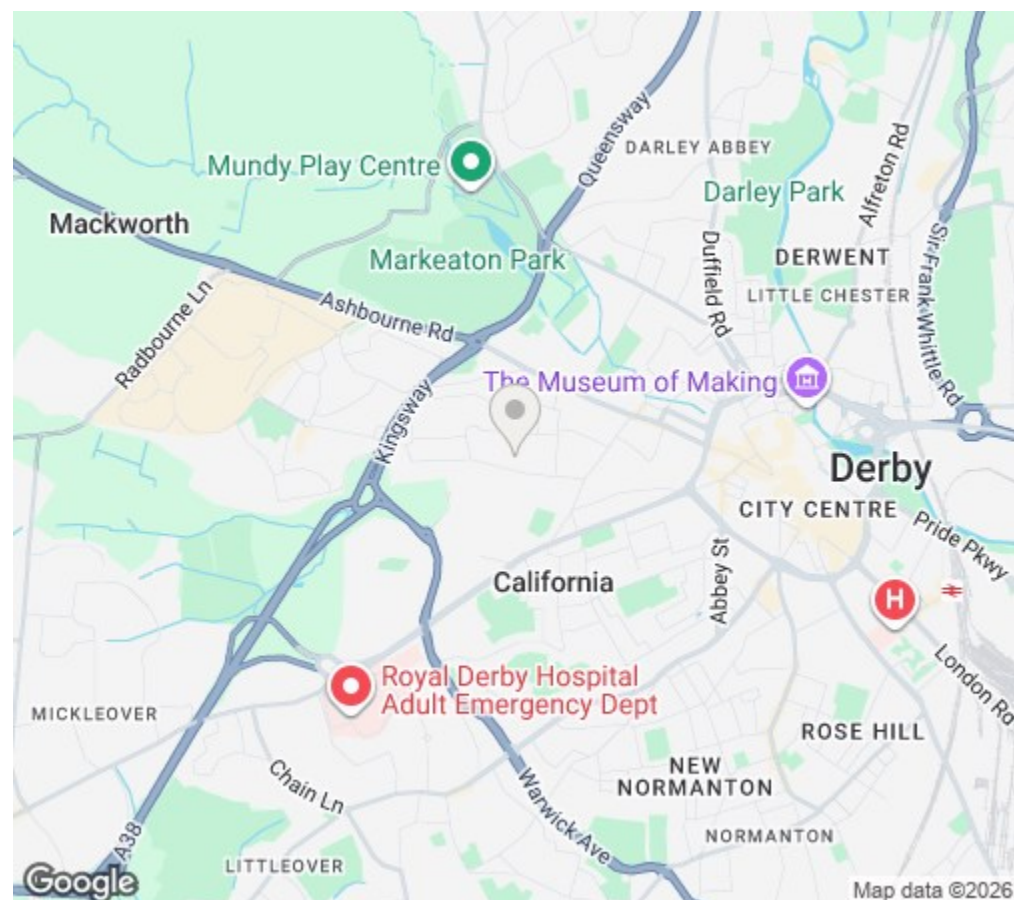 Queensway
DARLEY ABBEY
Mundy Play Centre
Alfreton Rd
Darley Park
Mackworth
Markeaton Park
Duffield Rd
DERWENT
Sir Frank Whittle Rd
LITTLE CHESTER
Radbourne Ln
Ashbourne Rd
The Museum of Making
Kingsway
Derby
CITY CENTRE
Pride Pkwy
Abbey St
California
H
Royal Derby Hospital
Adult Emergency Dept
London Rd
MICKLEOVER
ROSE HILL
NEW
NORMANTON
Chain Ln
Warwick Ave
A38
NORMANTON
LITTLEOVER
Google
Map data ©2026